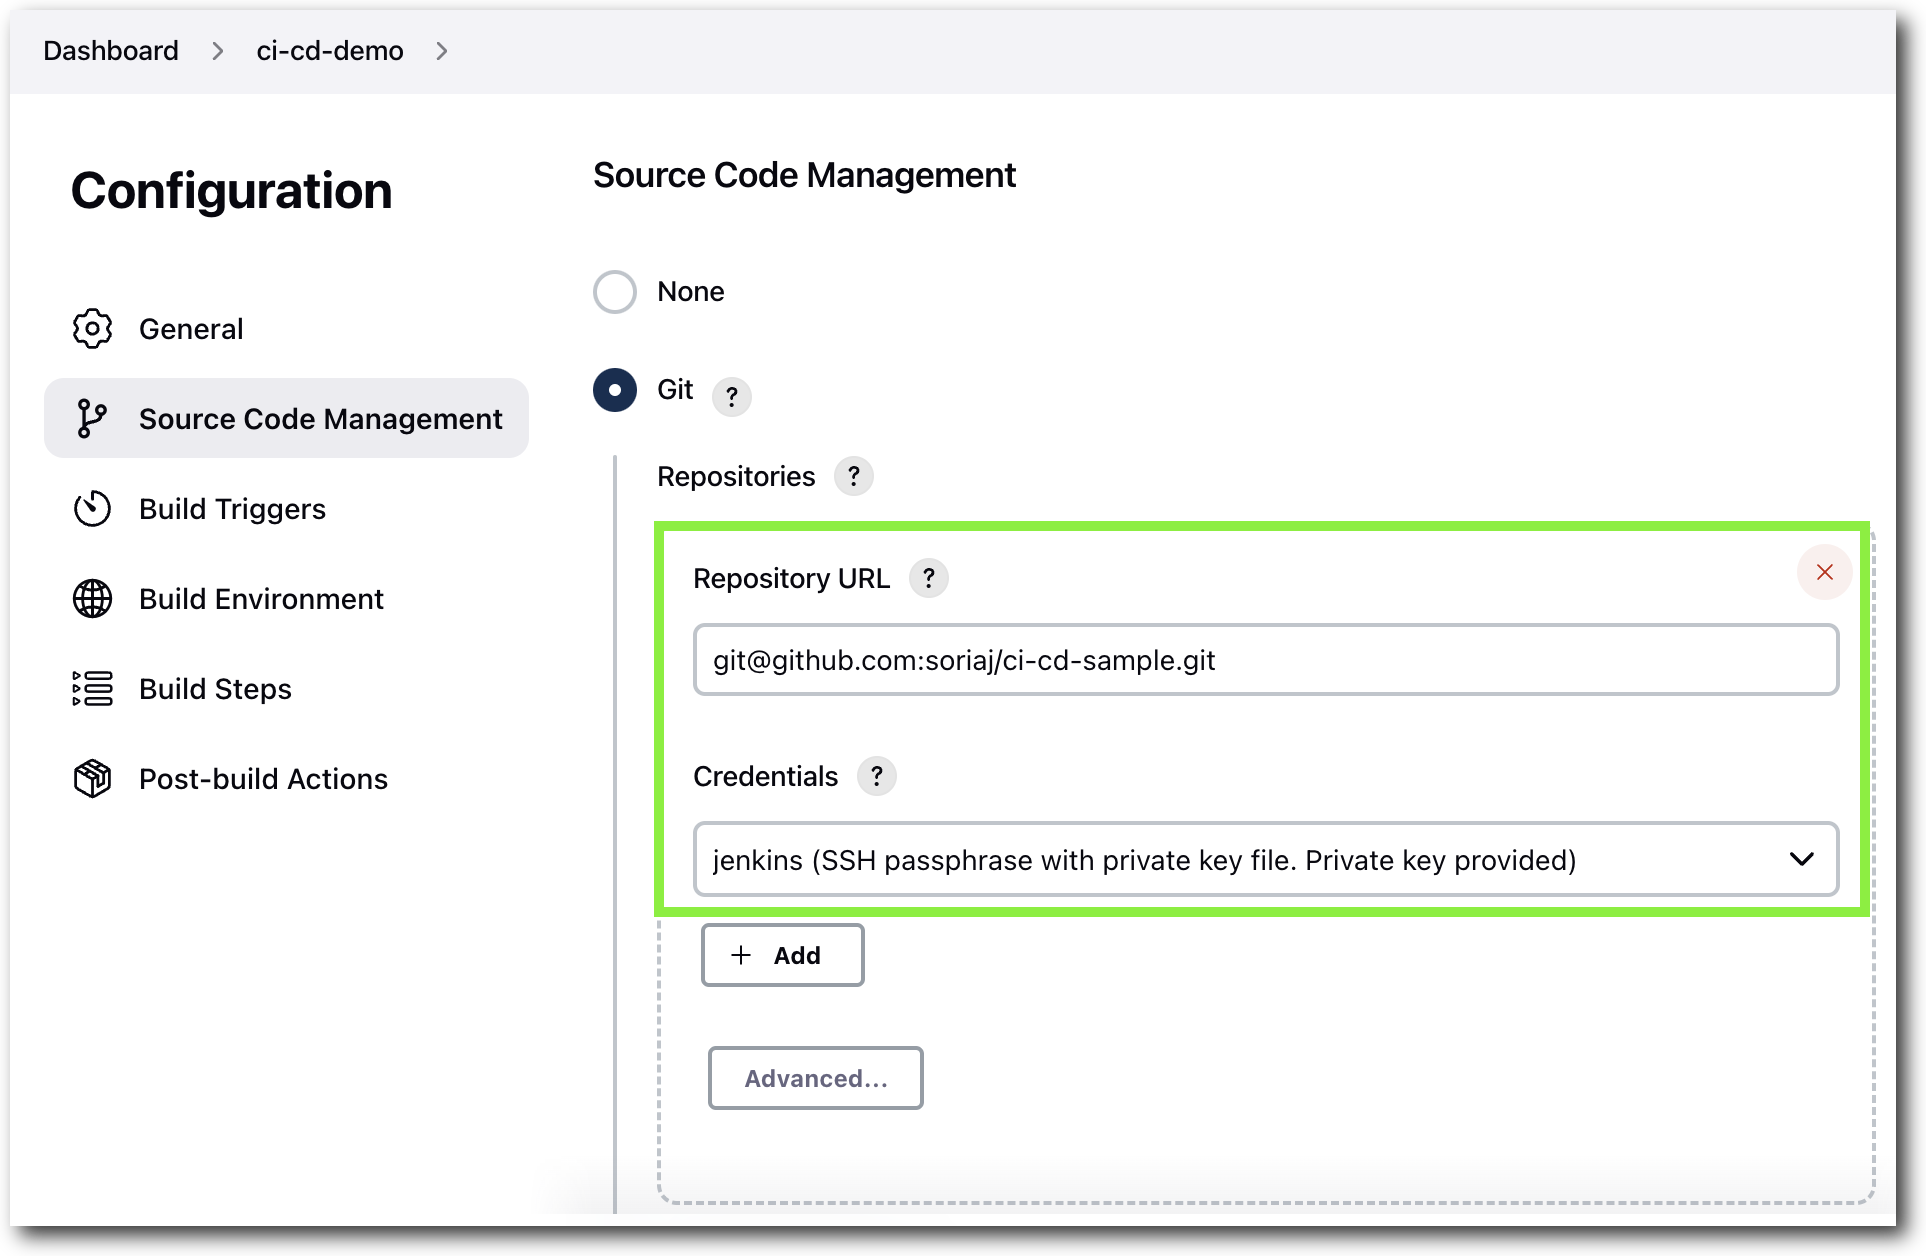 Dashboard > ci-cd-demo >
Configuration
General
Source Code Management
Build Triggers
Build Environment
Build Steps
Post-build Actions
Source Code Management
None
Git ?
Repositories ?
Repository URL ?
git@github.com:soriaj/ci-cd-sample.git
Credentials ?
jenkins (SSH passphrase with private key file. Private key provided)
+ Add
Advanced...